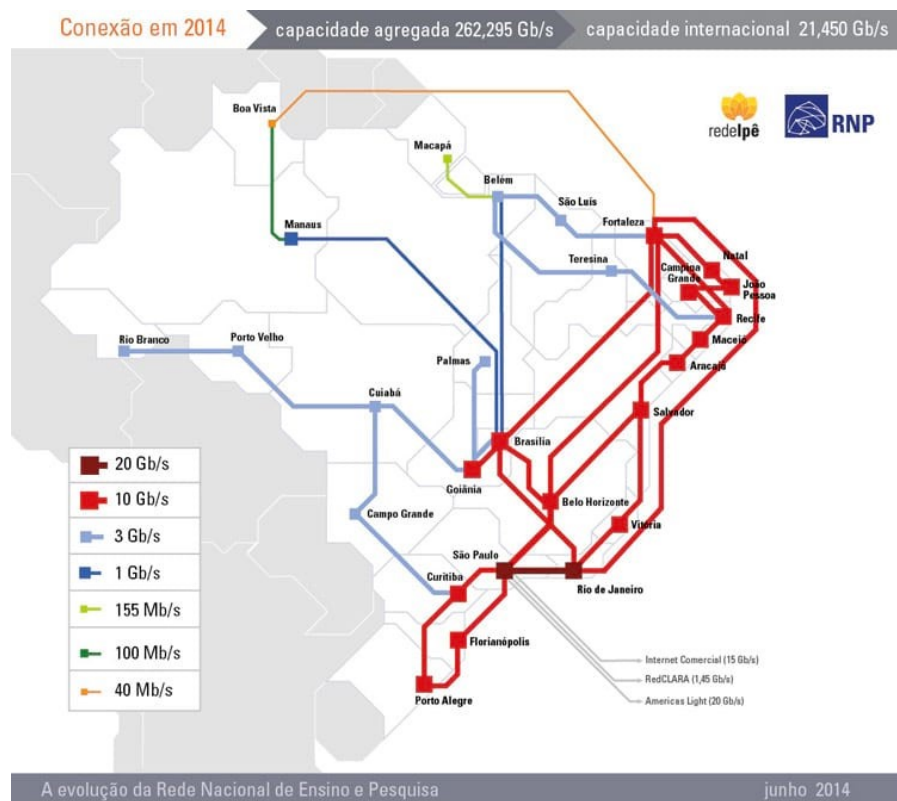 Conexão em 2014
capacidade agregada 262,295 Gb/s
capacidade internacional 21,450 Gb/s
redeIpê
RNP
Boa Vista
Macapá
Belém
São Luís
Fortaleza
Manaus
Teresina
Natal
Campina
Grande
João
Pessoa
Recife
Rio Branco
Porto Velho
Maceió
Palmas
Aracajú
Cuiabá
Salvador
Brasília
Goiânia
Belo Horizonte
Campo Grande
Vitória
São Paulo
Curitiba
Rio de Janeiro
Florianópolis
Porto Alegre
20 Gb/s
10 Gb/s
3 Gb/s
1 Gb/s
155 Mb/s
100 Mb/s
40 Mb/s
Internet Comercial (15 Gb/s)
RedCLARA (1,45 Gb/s)
Americas Light (20 Gb/s)
A evolução da Rede Nacional de Ensino e Pesquisa
junho 2014